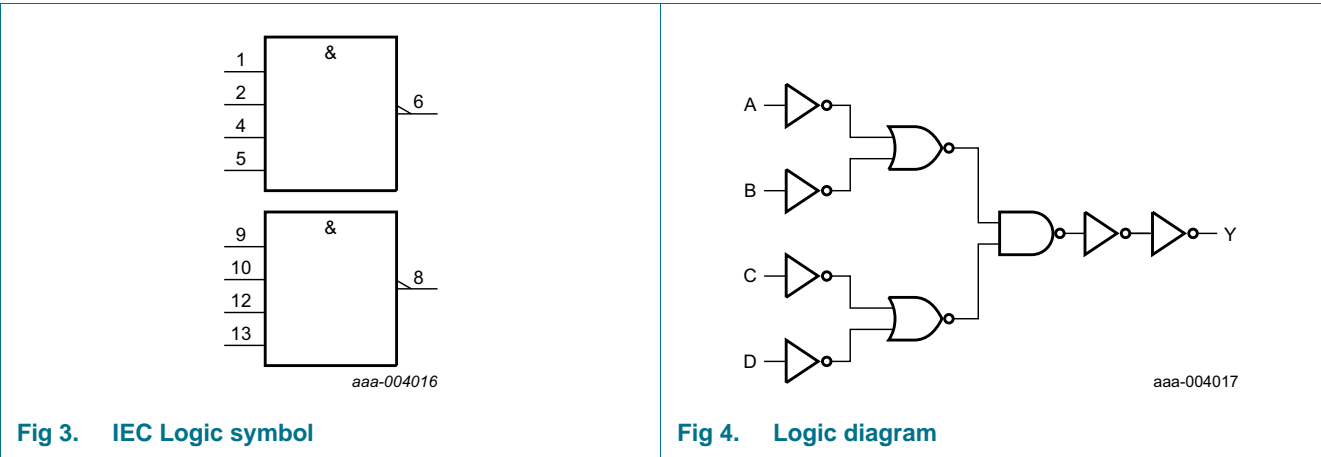 &
1
2
4
5
6
&
9
10
12
13
8
aaa-004016
Fig 3. IEC Logic symbol
A
B
C
D
Y
aaa-004017
Fig 4. Logic diagram